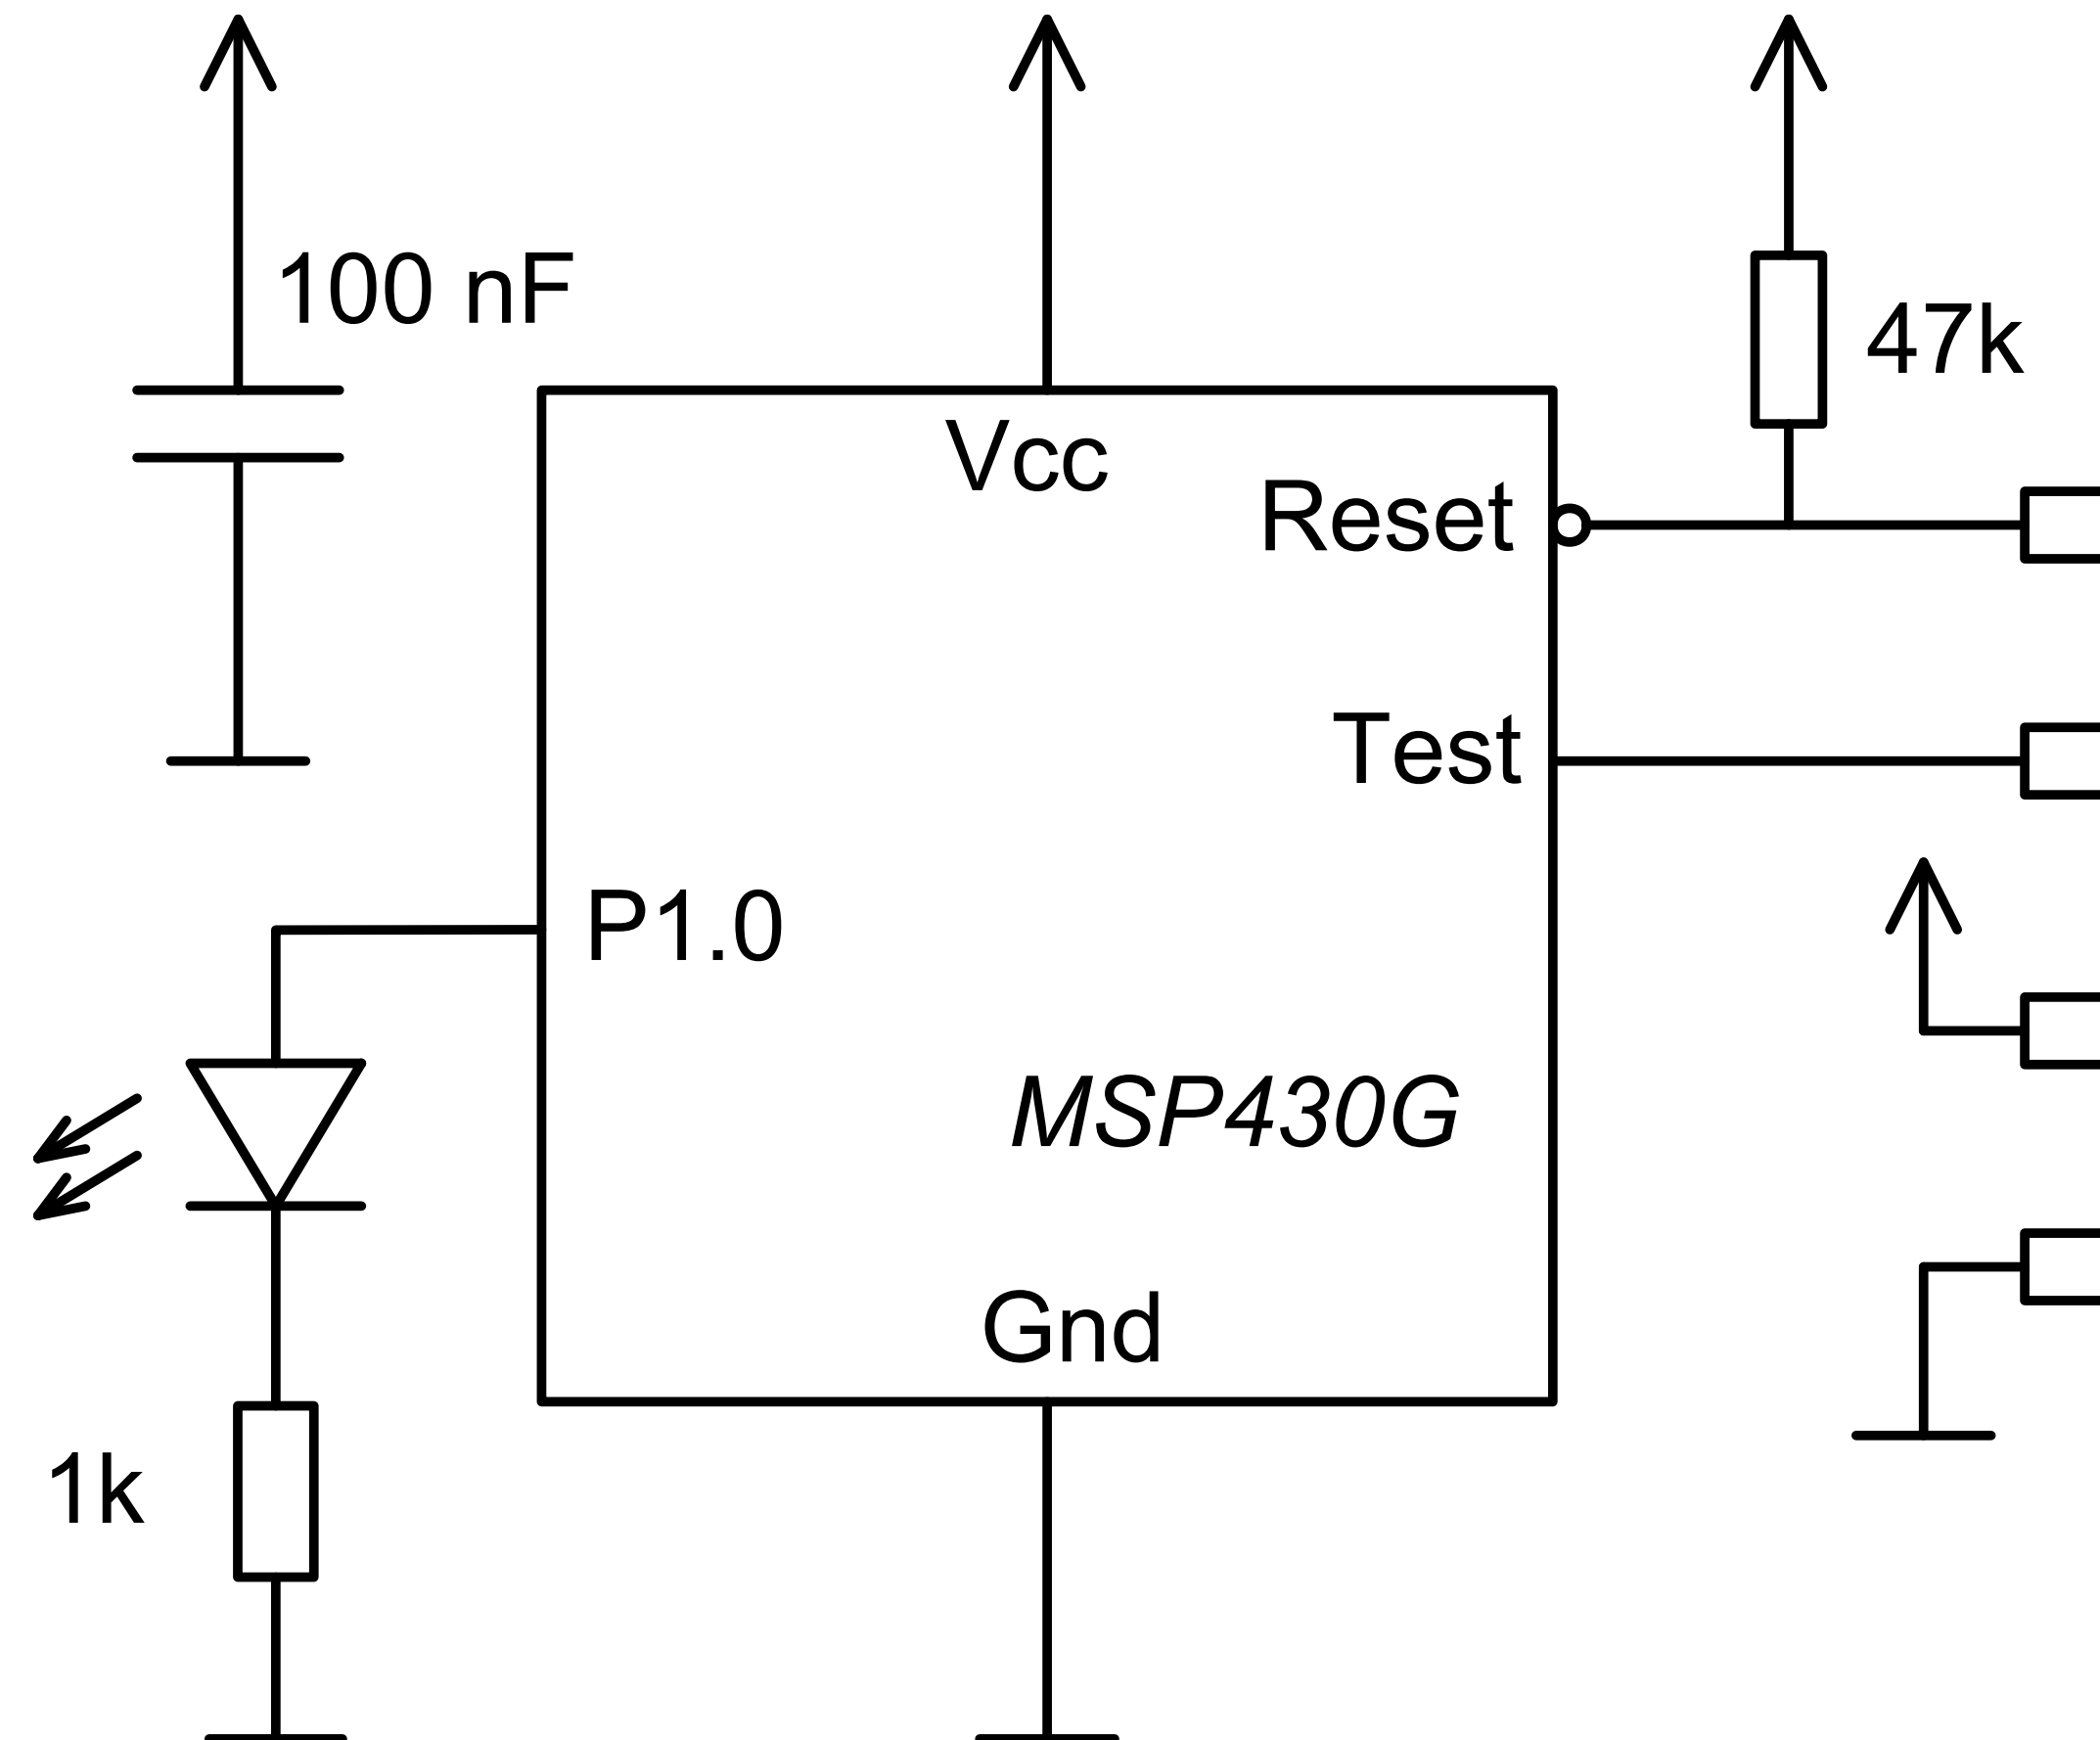 100 nF
47k
Vcc
Reset
Test
P1.0
MSP430G
Gnd
1k